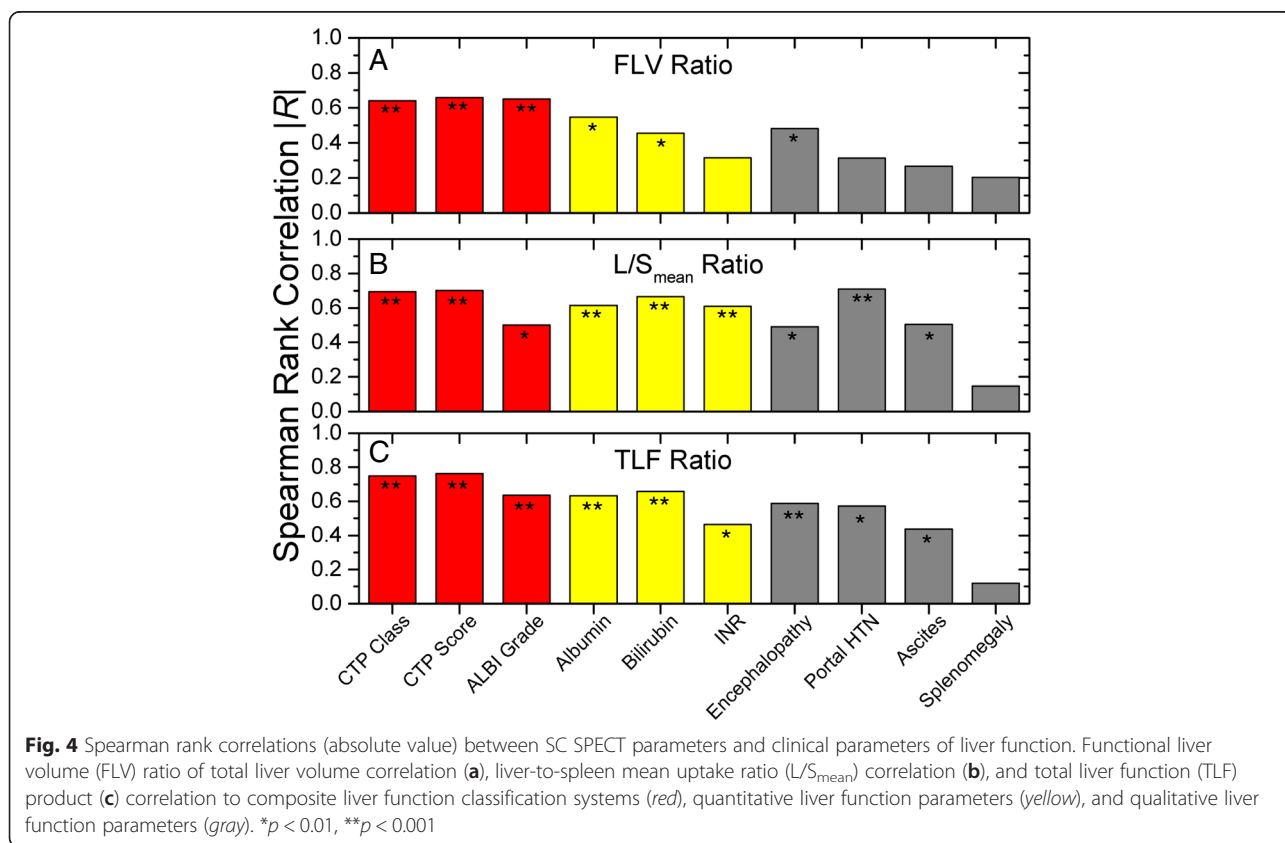 Spearman Rank Correlation |R|
A
FLV Ratio
1.0
0.8
0.6
0.4
0.2
0.0
** ** ** * * *
B
L/Smean Ratio
1.0
0.8
0.6
0.4
0.2
0.0
** ** * ** ** ** * ** *
C
TLF Ratio
1.0
0.8
0.6
0.4
0.2
0.0
** ** ** ** ** * ** * *
CTP Class
CTP Score
ALBI Grade
Albumin
Bilirubin
INR
Encephalopathy
Portal HTN
Ascites
Splenomegaly
Fig. 4 Spearman rank correlations (absolute value) between SC SPECT parameters and clinical parameters of liver function. Functional liver
volume (FLV) ratio of total liver volume correlation (a), liver-to-spleen mean uptake ratio (L/Smean) correlation (b), and total liver function (TLF)
product (c) correlation to composite liver function classification systems (red), quantitative liver function parameters (yellow), and qualitative liver
function parameters (gray). *p < 0.01, **p < 0.001